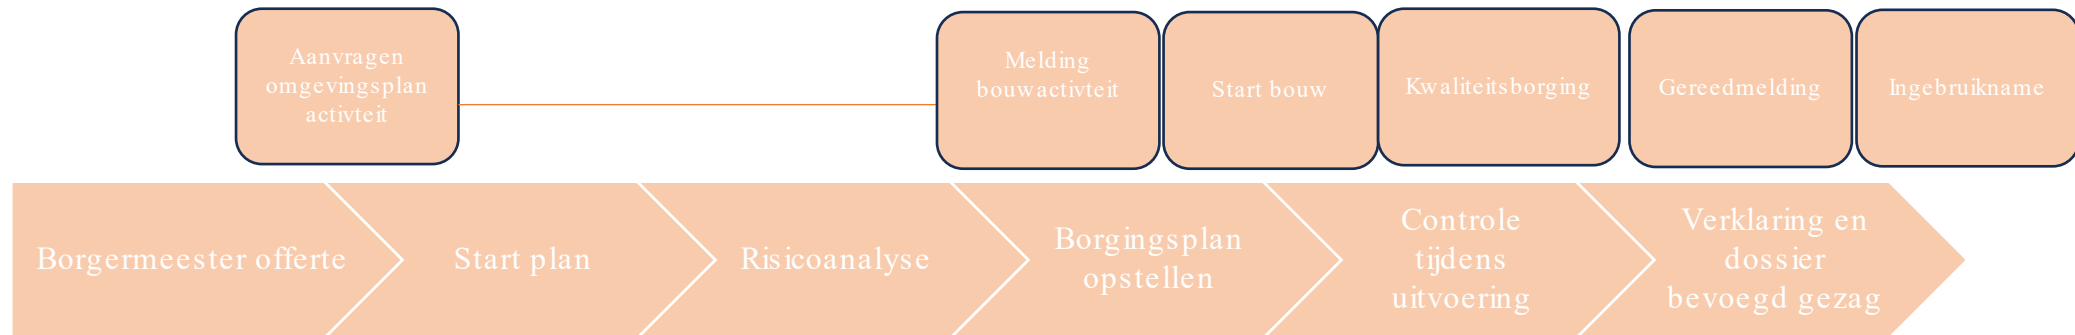 Aanvragen
omgevingsplan
activteit
Melding
bouwactivteit
Start bouw
Kwaliteitsborging
Gereedmelding
Ingebruikname
Borgermeester offerte
Start plan
Risicoanalyse
Borgingsplan
opstellen
Controle
tijdens
uitvoering
Verklaring en
dossier
bevoegd gezag